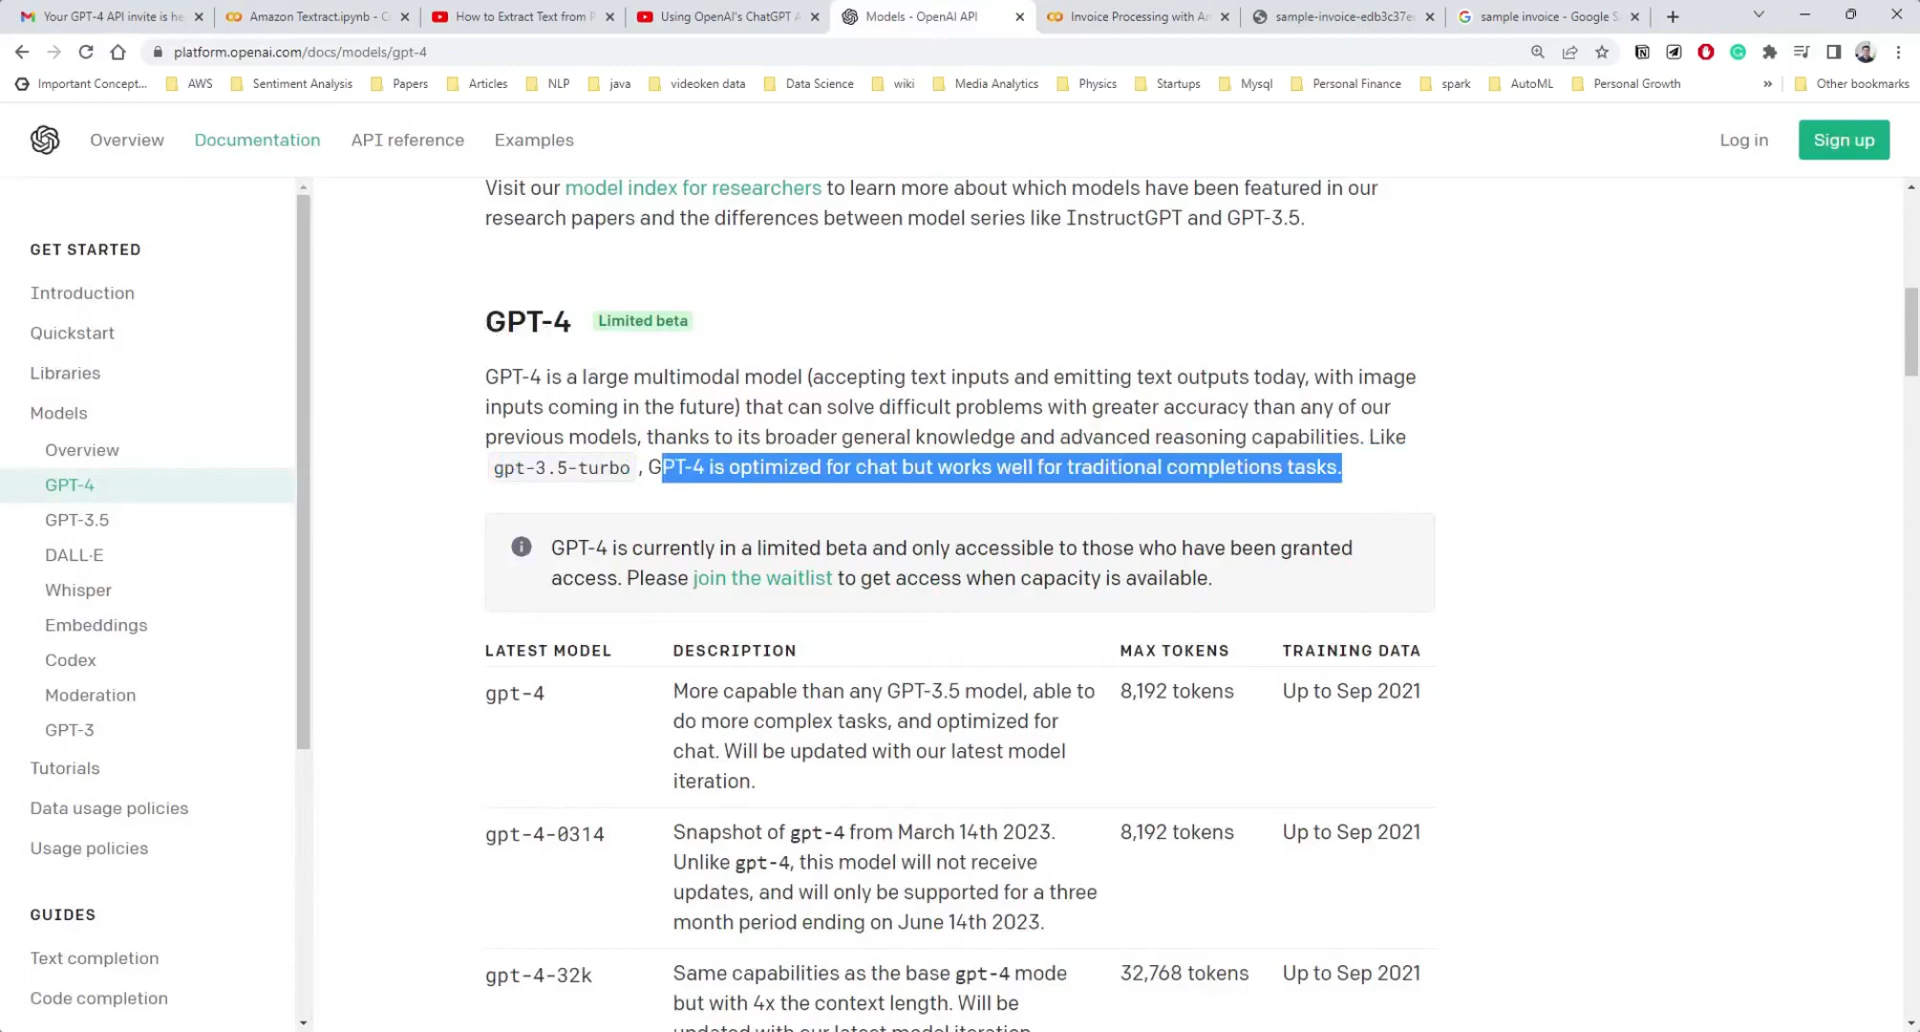 Your GPT-4 API invite is he
Amazon Textract.ipynb - C
How to Extract Text from P
Using OpenAI's ChatGPT A
Models - OpenAI API
Invoice Processing with An
sample-invoice-edb3c37e
sample invoice - Google S
platform.openai.com/docs/models/gpt-4
Important Concept...
AWS
Sentiment Analysis
Papers
Articles
NLP
java
videoken data
Data Science
wiki
Media Analytics
Physics
Startups
Mysql
Personal Finance
spark
AutoML
Personal Growth
Other bookmarks
Overview
Documentation
API reference
Examples
Log in
Sign up
GET STARTED
Introduction
Quickstart
Libraries
Models
Overview
GPT-4
GPT-3.5
DALL·E
Whisper
Embeddings
Codex
Moderation
GPT-3
Tutorials
Data usage policies
Usage policies
GUIDES
Text completion
Code completion
Visit our model index for researchers to learn more about which models have been featured in our
research papers and the differences between model series like InstructGPT and GPT-3.5.
GPT-4 Limited beta
GPT-4 is a large multimodal model (accepting text inputs and emitting text outputs today, with image
inputs coming in the future) that can solve difficult problems with greater accuracy than any of our
previous models, thanks to its broader general knowledge and advanced reasoning capabilities. Like
gpt-3.5-turbo , GPT-4 is optimized for chat but works well for traditional completions tasks.
GPT-4 is currently in a limited beta and only accessible to those who have been granted
access. Please join the waitlist to get access when capacity is available.
LATEST MODEL DESCRIPTION MAX TOKENS TRAINING DATA
gpt-4 More capable than any GPT-3.5 model, able to 8,192 tokens Up to Sep 2021
do more complex tasks, and optimized for
chat. Will be updated with our latest model
iteration.
gpt-4-0314 Snapshot of gpt-4 from March 14th 2023. 8,192 tokens Up to Sep 2021
Unlike gpt-4, this model will not receive
updates, and will only be supported for a three
month period ending on June 14th 2023.
gpt-4-32k Same capabilities as the base gpt-4 mode 32,768 tokens Up to Sep 2021
but with 4x the context length. Will be
updated with our latest model iteration.